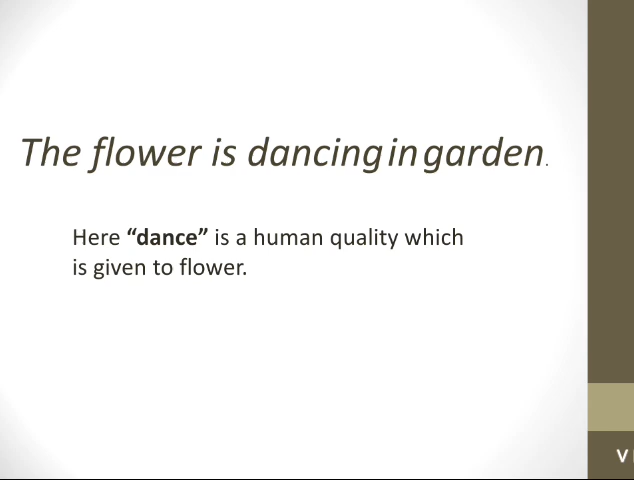 The flower is dancing in garden.
Here “dance” is a human quality which
is given to flower.
V